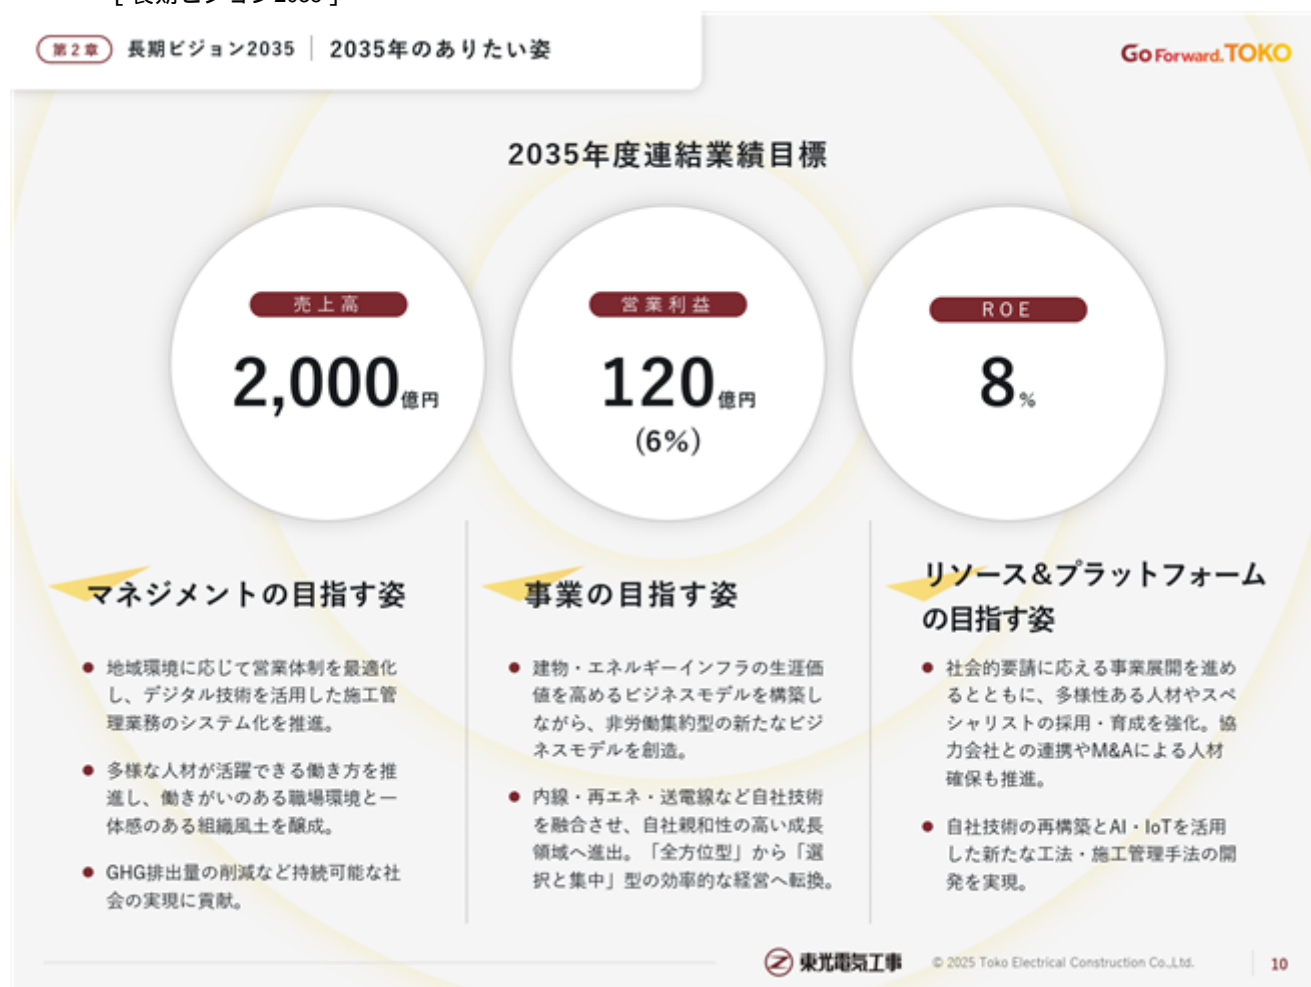 [ 長期ビジョン2035 ]
第2章 長期ビジョン2035 2035年のありたい姿
Go Forward.TOKO
2035年度連結業績目標
売上高
2,000億円
営業利益
120億円
(6%)
ROE
8%
マネジメントの目指す姿
● 地域環境に応じて営業体制を最適化
し、デジタル技術を活用した施工管
理業務のシステム化を推進。
● 多様な人材が活躍できる働き方を推
進し、働きがいのある職場環境と一
体感のある組織風土を醸成。
● GHG排出量の削減など持続可能な社
会の実現に貢献。
事業の目指す姿
● 建物・エネルギーインフラの生涯価
値を高めるビジネスモデルを構築し
ながら、非労働集約型の新たなビジ
ネスモデルを創造。
● 内線・再エネ・送電線など自社技術
を融合させ、自社親和性の高い成長
領域へ進出。「全方位型」から「選
択と集中」型の効率的な経営へ転換。
リソース&プラットフォーム
の目指す姿
● 社会的要請に応える事業展開を進め
るとともに、多様性ある人材やスペ
シャリストの採用・育成を強化。協
力会社との連携やM&Aによる人材
確保も推進。
● 自社技術の再構築とAI・IoTを活用
した新たな工法・施工管理手法の開
発を実現。
東光電気工事 © 2025 Toko Electrical Construction Co.,Ltd. 10